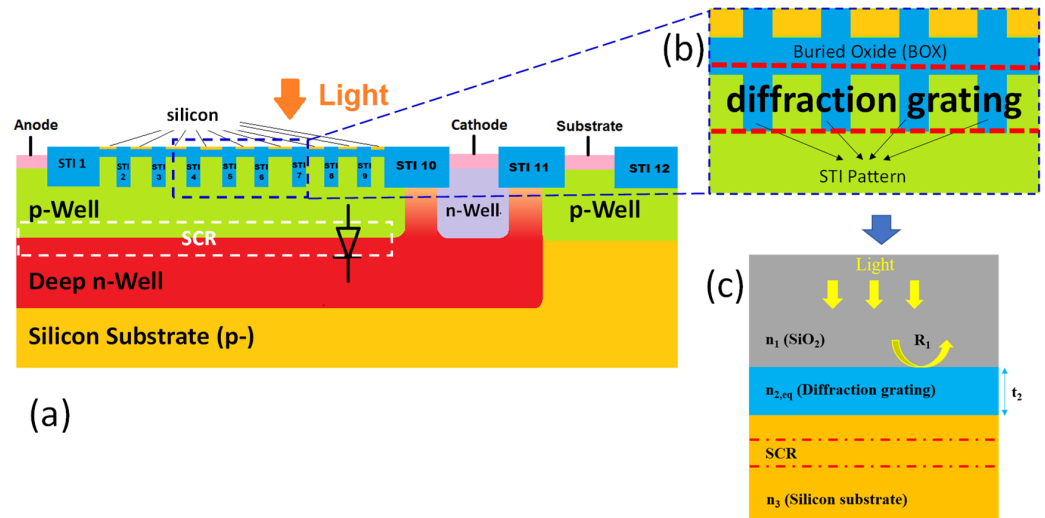 (a)
Light
silicon
Anode
Cathode
Substrate
STI 1
STI
2
STI
3
STI
4
STI
5
STI
6
STI
7
STI
8
STI
9
STI 10
STI 11
STI 12
p-Well
n-Well
p-Well
SCR
Deep n-Well
Silicon Substrate (p-)
(b)
Buried Oxide (BOX)
diffraction grating
STI Pattern
(c)
Light
n₁ (SiO₂)
R₁
n₂,eq (Diffraction grating)
t₂
SCR
n₃ (Silicon substrate)